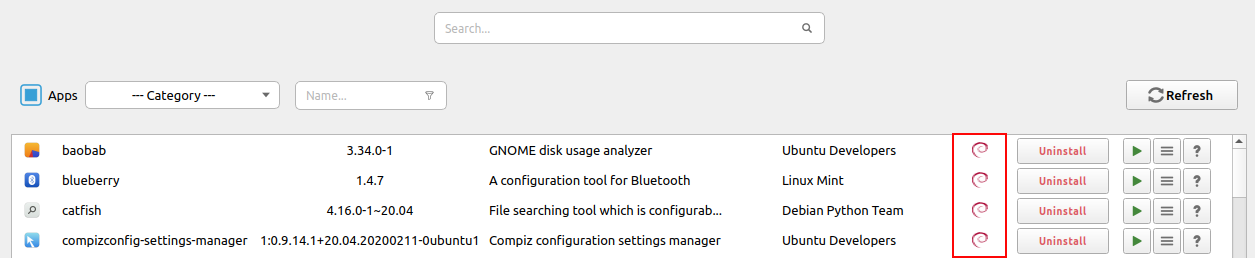 Search...
Apps --- Category --- Name... Refresh
baobab 3.34.0-1 GNOME disk usage analyzer Ubuntu Developers Uninstall ?
blueberry 1.4.7 A configuration tool for Bluetooth Linux Mint Uninstall ?
catfish 4.16.0-1~20.04 File searching tool which is configurab... Debian Python Team Uninstall ?
compizconfig-settings-manager 1:0.9.14.1+20.04.20200211-0ubuntu1 Compiz configuration settings manager Ubuntu Developers Uninstall ?